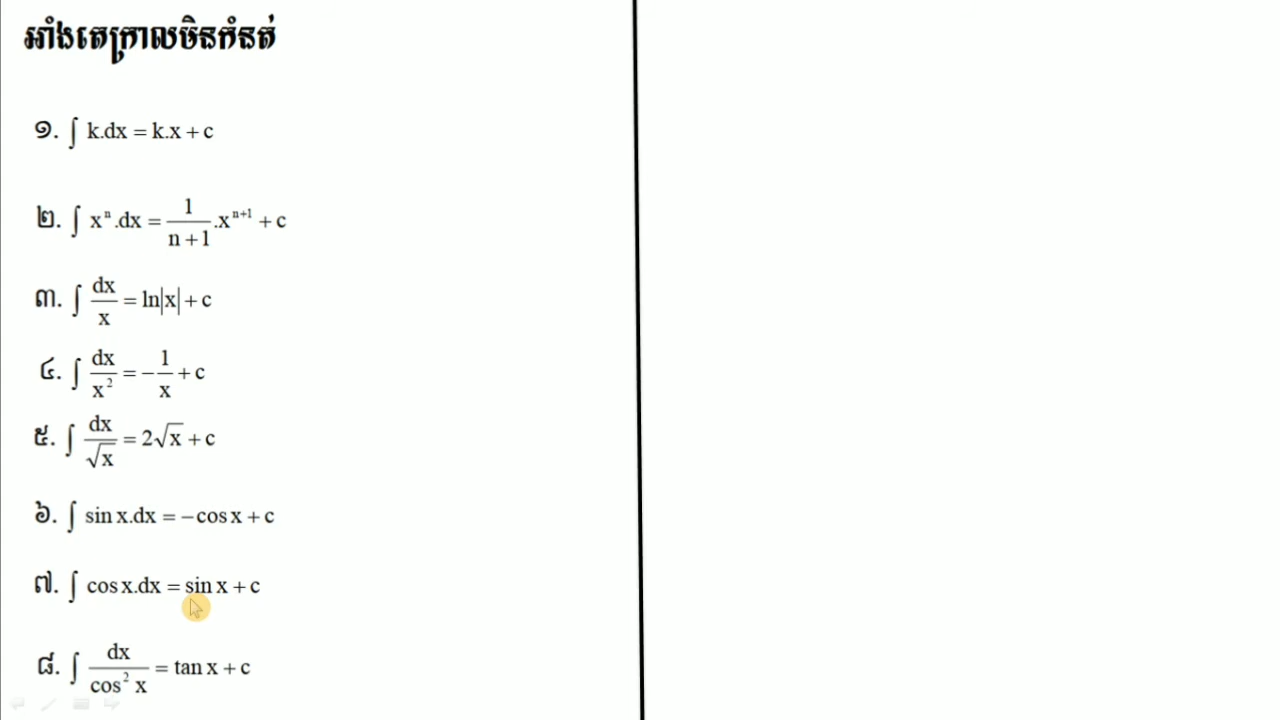 អាំងតេក្រាលមិនកំនត់
១. ∫ k.dx = k.x + c
២. ∫ xⁿ.dx = 1/(n+1) .xⁿ⁺¹ + c
៣. ∫ dx/x = ln|x| + c
៤. ∫ dx/x² = −1/x + c
៥. ∫ dx/√x = 2√x + c
៦. ∫ sin x.dx = −cos x + c
៧. ∫ cos x.dx = sin x + c
៨. ∫ dx/cos² x = tan x + c